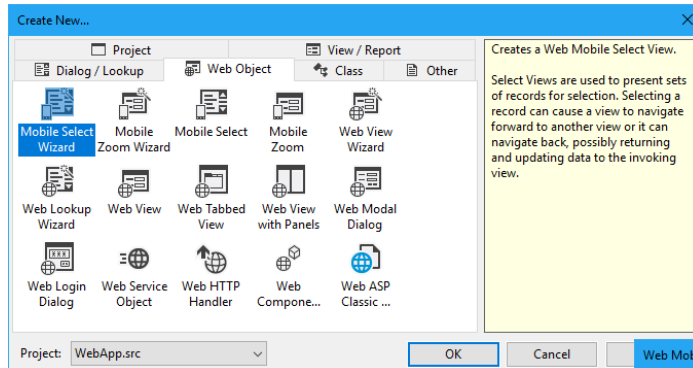 Create New...
Project
View / Report
Dialog / Lookup
Web Object
Class
Other
Mobile Select
Wizard
Mobile
Zoom Wizard
Mobile Select
Mobile
Zoom
Web View
Wizard
Web Lookup
Wizard
Web View
Web Tabbed
View
Web View
with Panels
Web Modal
Dialog
Web Login
Dialog
Web Service
Object
Web HTTP
Handler
Web
Compone...
Web ASP
Classic ...
Creates a Web Mobile Select View.
Select Views are used to present sets
of records for selection. Selecting a
record can cause a view to navigate
forward to another view or it can
navigate back, possibly returning
and updating data to the invoking
view.
Project:
WebApp.src
OK
Cancel
Web Mob